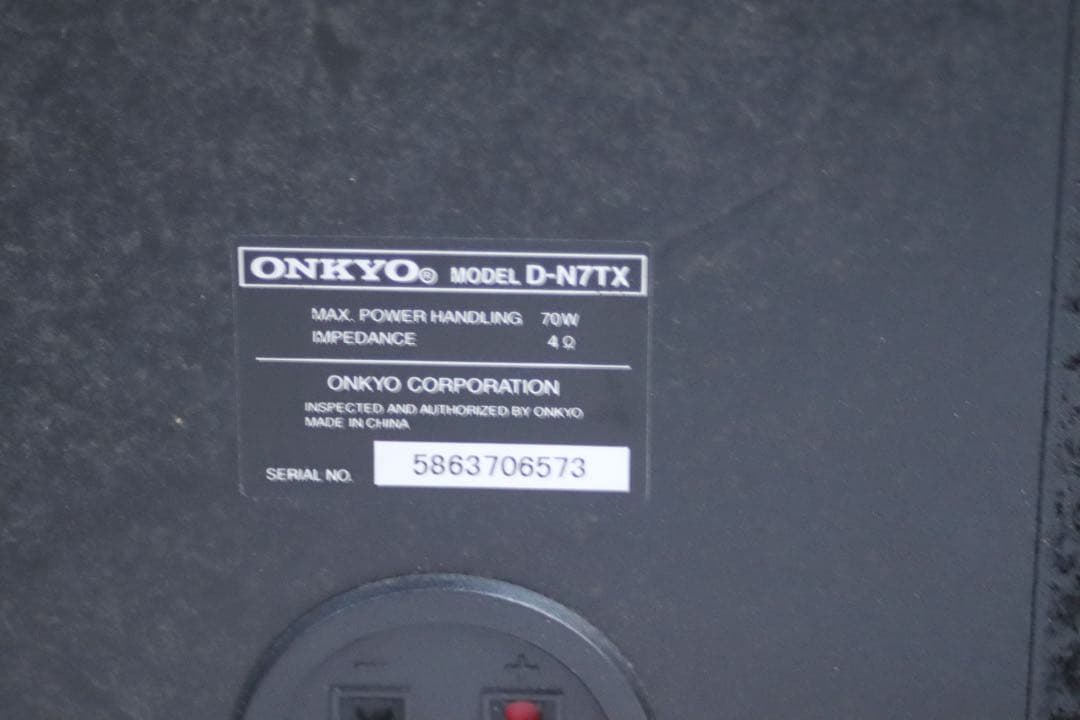 ONKYO® MODEL D-N7TX
MAX. POWER HANDLING 70W
IMPEDANCE 4Ω
ONKYO CORPORATION
INSPECTED AND AUTHORIZED BY ONKYO
MADE IN CHINA
SERIAL NO. 5863706573
− +